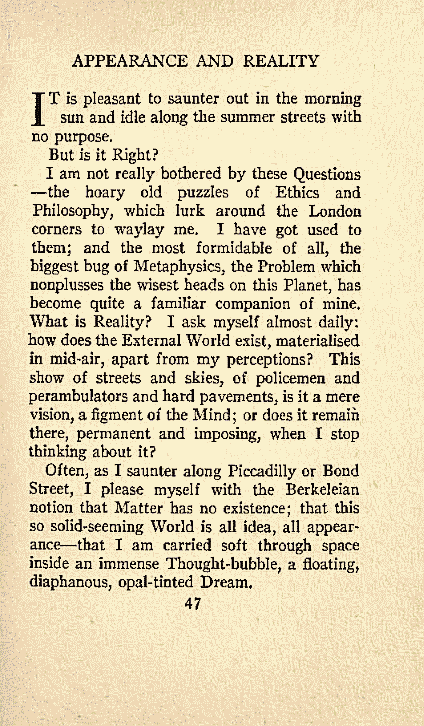 APPEARANCE AND REALITY
IT is pleasant to saunter out in the morning
sun and idle along the summer streets with
no purpose.
But is it Right?
I am not really bothered by these Questions
—the hoary old puzzles of Ethics and
Philosophy, which lurk around the London
corners to waylay me. I have got used to
them; and the most formidable of all, the
biggest bug of Metaphysics, the Problem which
nonplusses the wisest heads on this Planet, has
become quite a familiar companion of mine.
What is Reality? I ask myself almost daily:
how does the External World exist, materialised
in mid-air, apart from my perceptions? This
show of streets and skies, of policemen and
perambulators and hard pavements, is it a mere
vision, a figment of the Mind; or does it remain
there, permanent and imposing, when I stop
thinking about it?
Often, as I saunter along Piccadilly or Bond
Street, I please myself with the Berkeleian
notion that Matter has no existence; that this
so solid-seeming World is all idea, all appear-
ance—that I am carried soft through space
inside an immense Thought-bubble, a floating,
diaphanous, opal-tinted Dream.
47